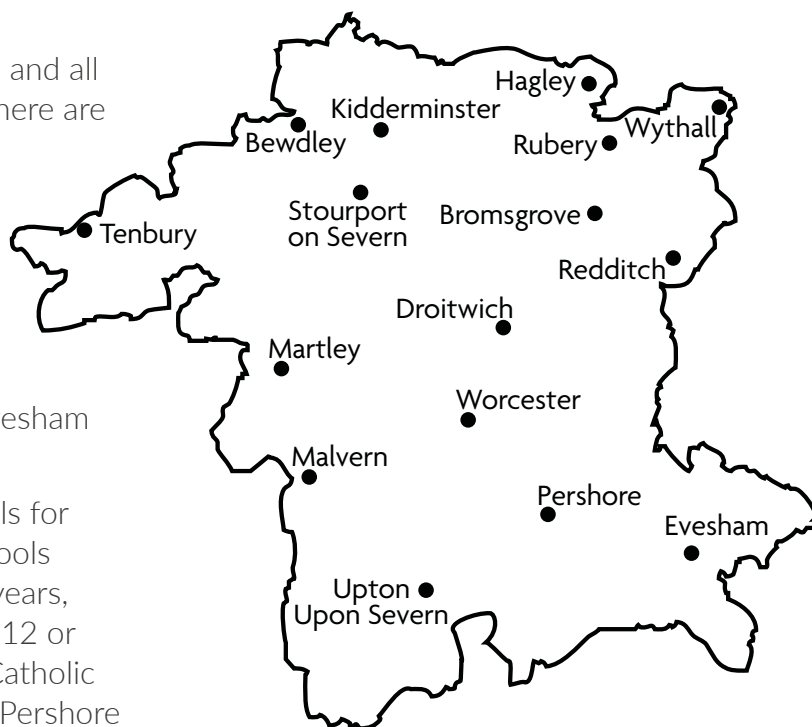 and all
here are
esham
ls for
ools
years,
12 or
Catholic
Pershore
Hagley
Kidderminster
Wythall
Bewdley
Rubery
Stourport
on Severn
Bromsgrove
Tenbury
Redditch
Droitwich
Martley
Worcester
Malvern
Pershore
Evesham
Upton
Upon Severn